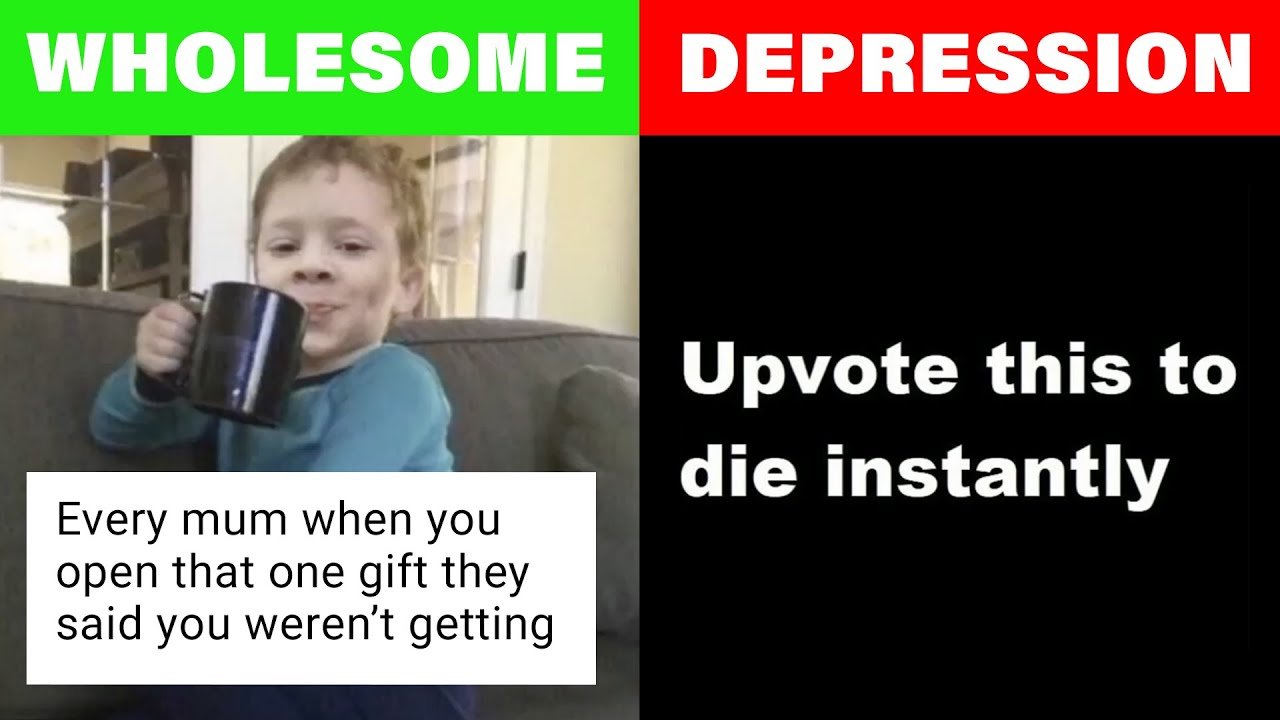 WHOLESOME
DEPRESSION
Every mum when you
open that one gift they
said you weren’t getting
Upvote this to
die instantly